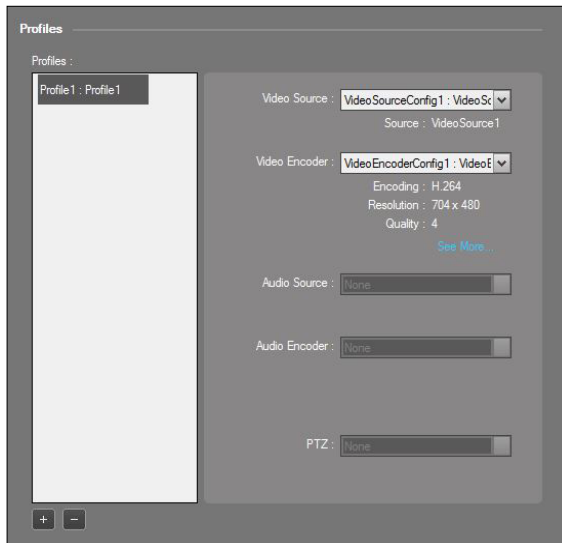 Profiles
Profiles :
Profile1 : Profile1
Video Source : VideoSourceConfig1 : VideoSc
Source : VideoSource1
Video Encoder : VideoEncoderConfig1 : VideoE
Encoding : H.264
Resolution : 704 x 480
Quality : 4
See More...
Audio Source : None
Audio Encoder : None
PTZ : None
+ -